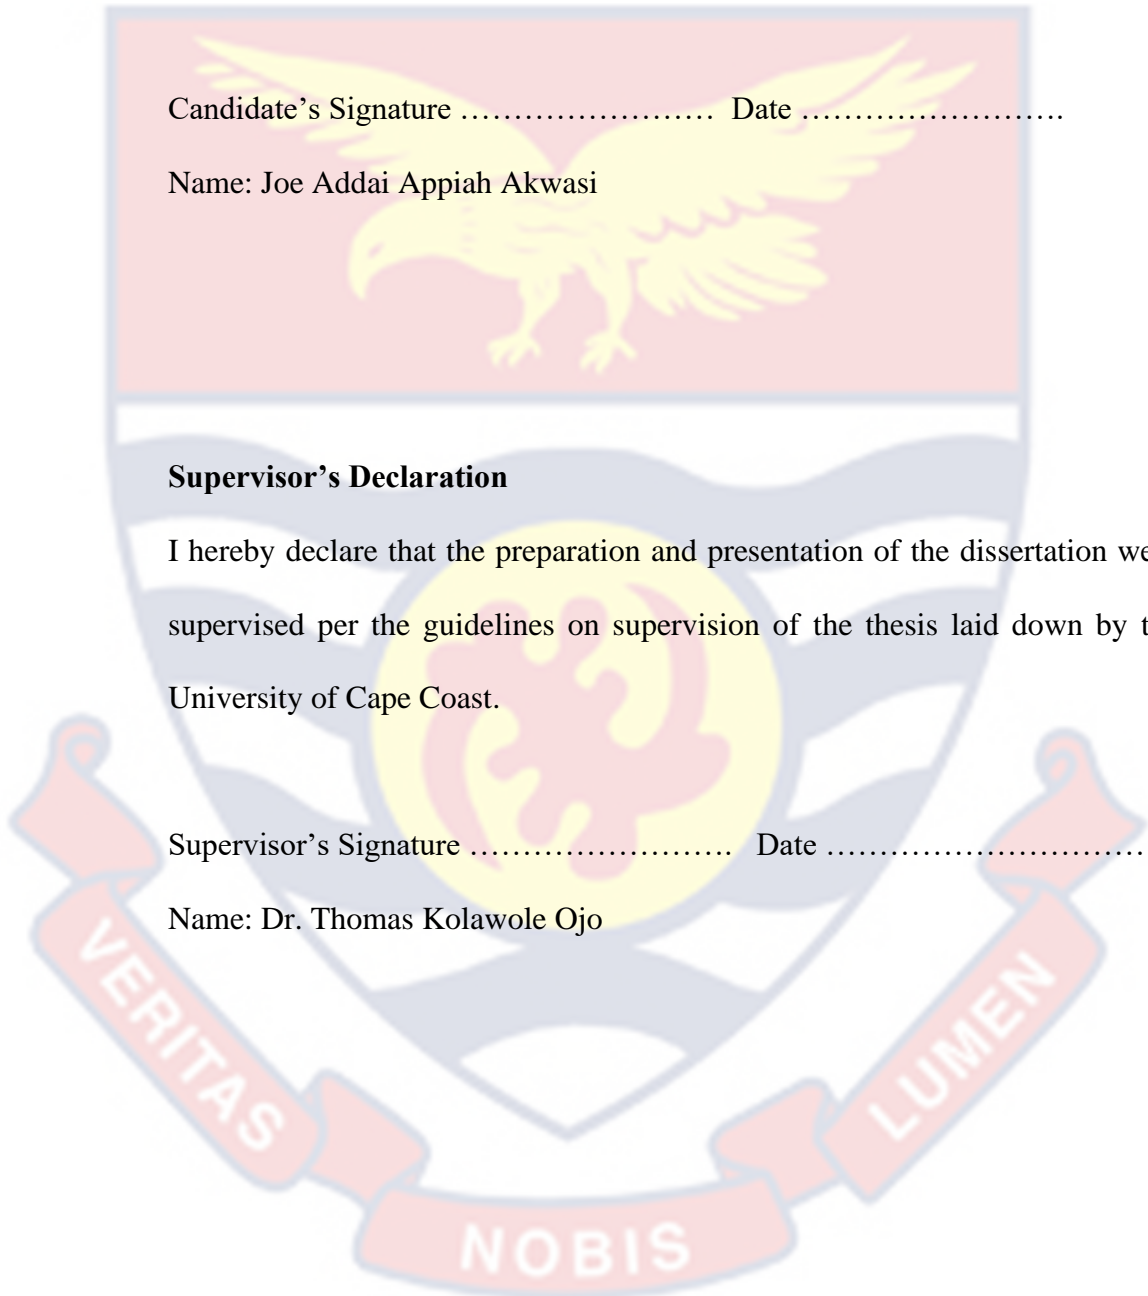 Candidate’s Signature …………………… Date …………………….
Name: Joe Addai Appiah Akwasi
Supervisor’s Declaration
I hereby declare that the preparation and presentation of the dissertation we
supervised per the guidelines on supervision of the thesis laid down by t
University of Cape Coast.
Supervisor’s Signature ……………………. Date …………………………
Name: Dr. Thomas Kolawole Ojo
VERITAS
NOBIS
LUMEN